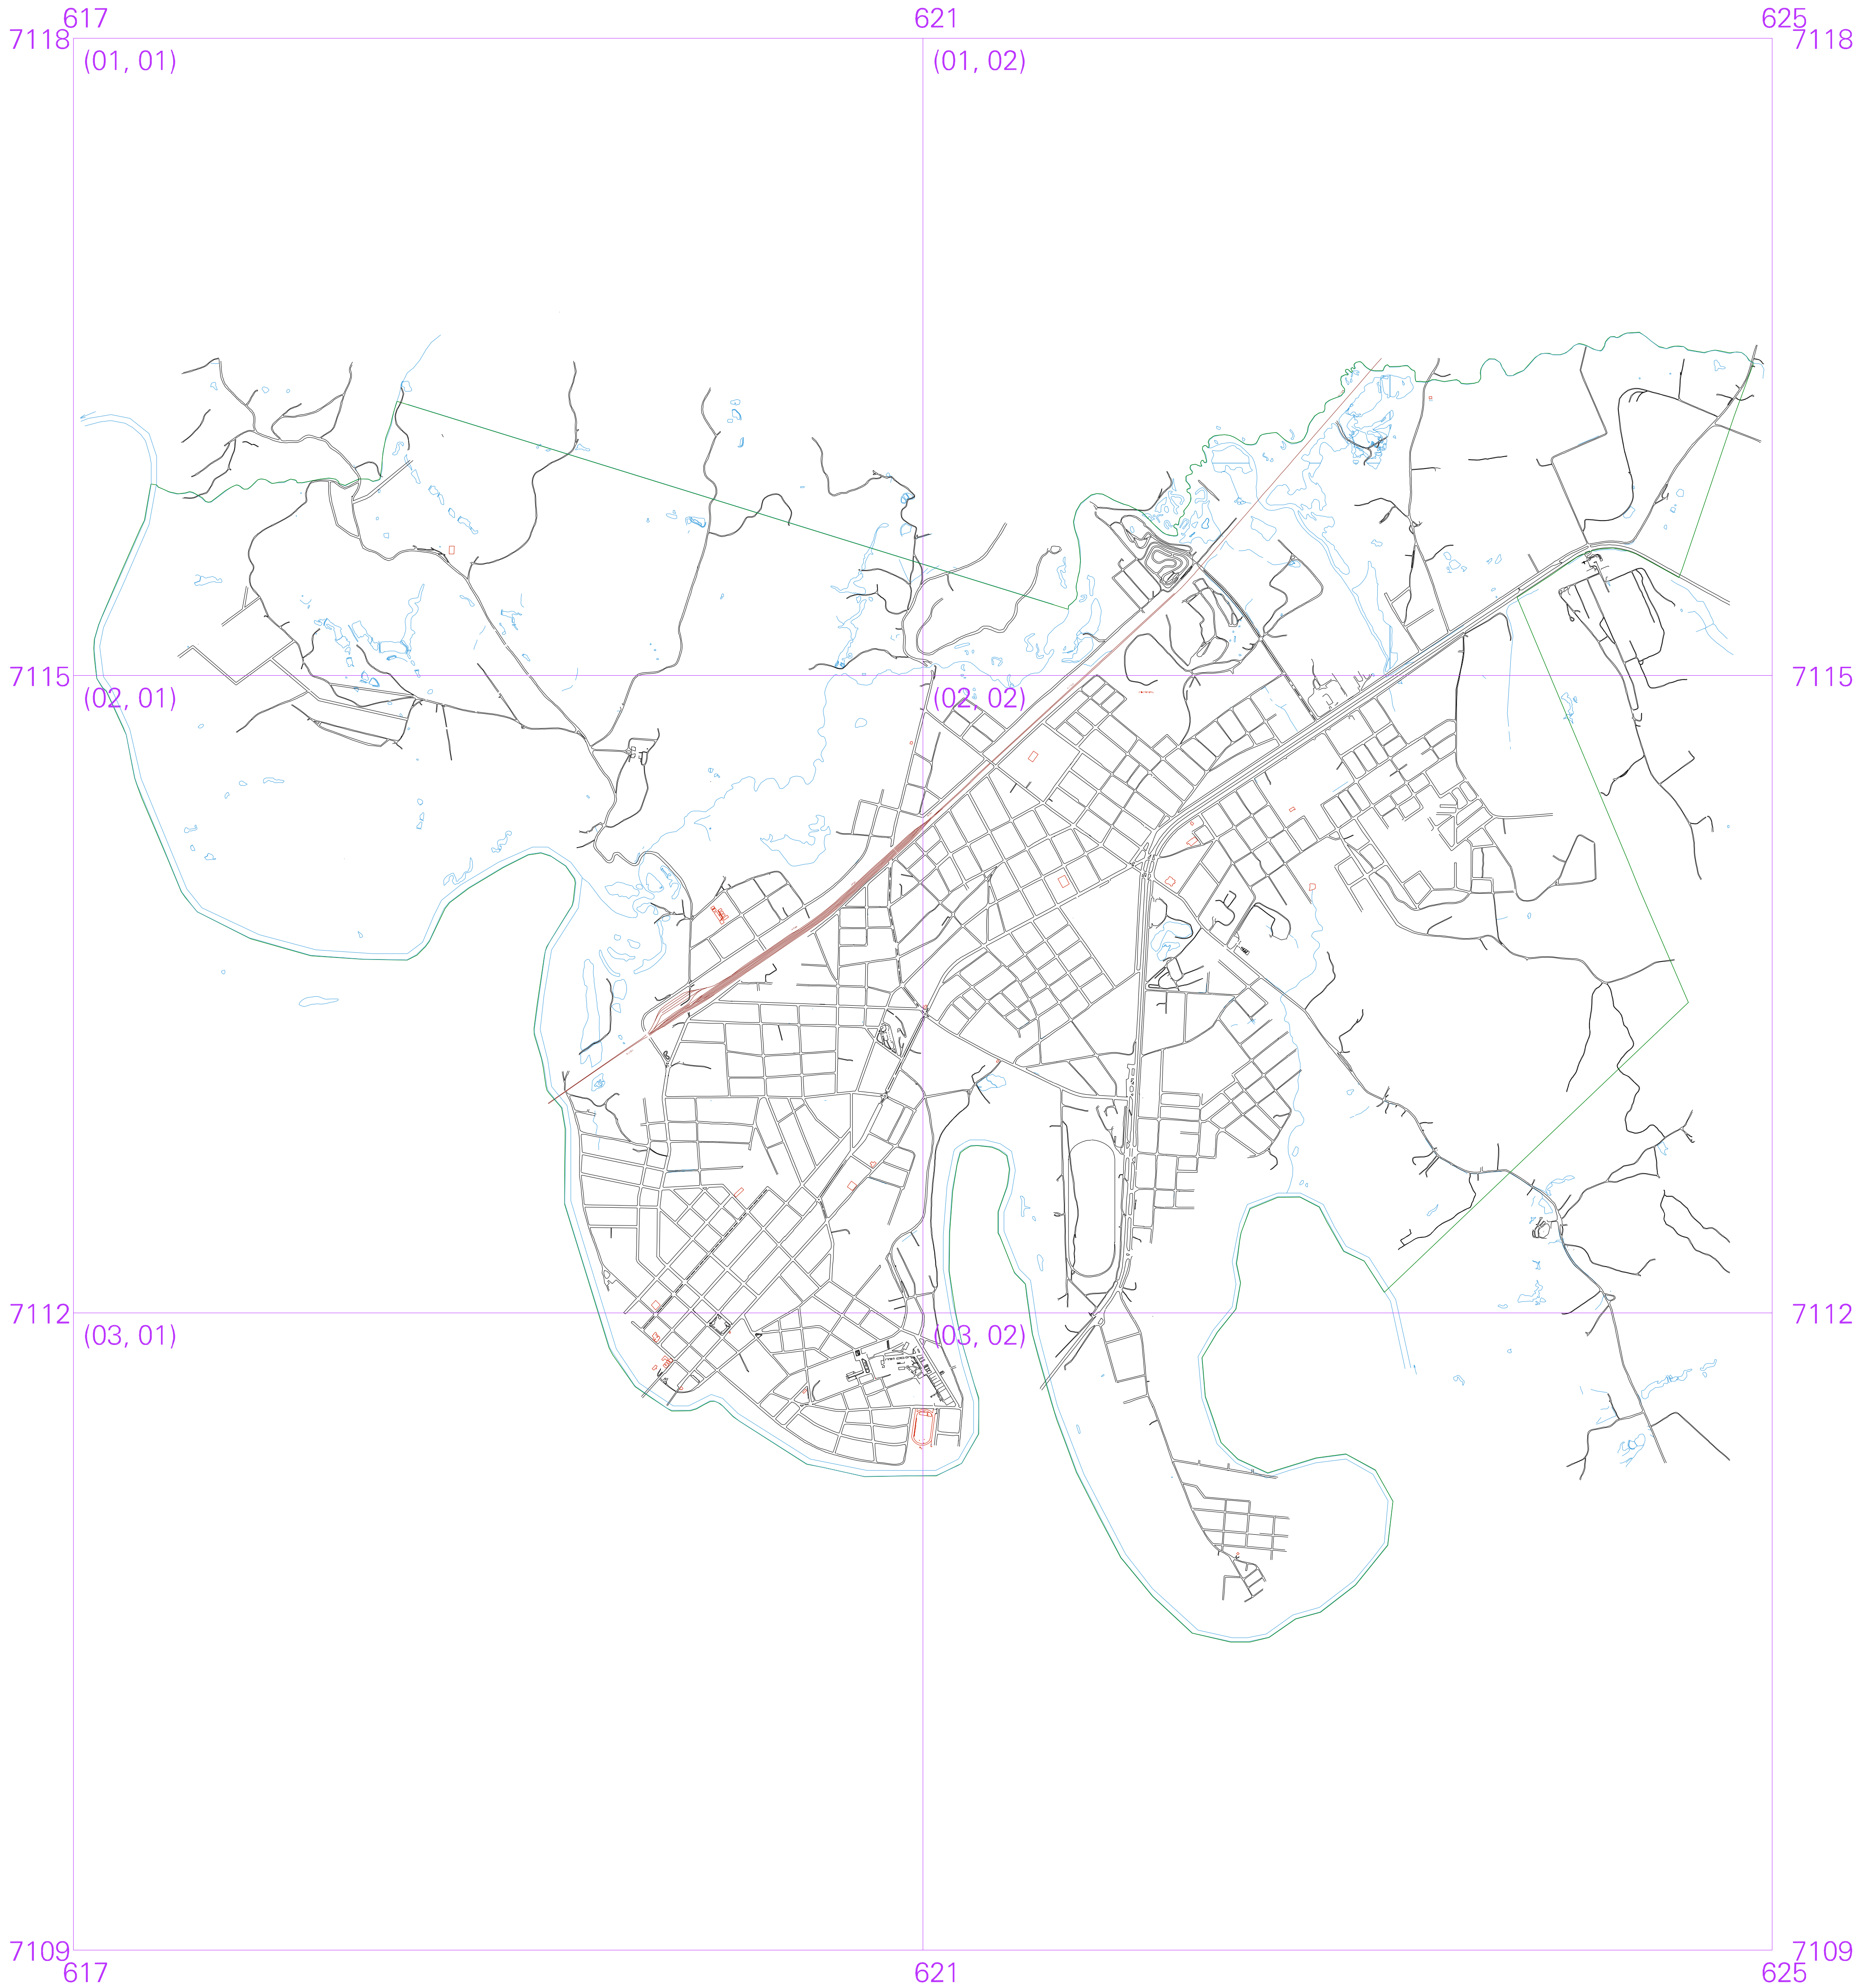 617 621 625
7118 7118
(01, 01) (01, 02)
7115 7115
(02, 01) (02, 02)
7112 7112
(03, 01) (03, 02)
7109 7109
617 621 625